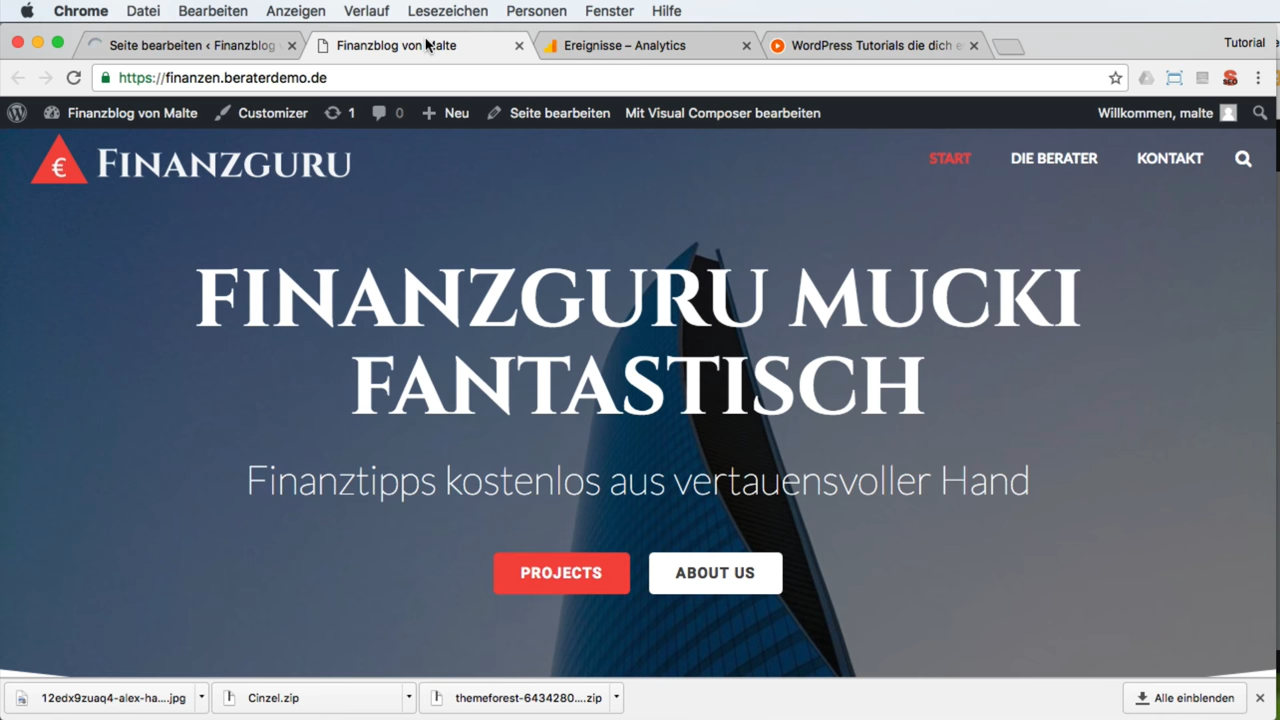 Chrome Datei Bearbeiten Anzeigen Verlauf Lesezeichen Personen Fenster Hilfe
Seite bearbeiten ‹ Finanzblog
Finanzblog von Malte
Ereignisse – Analytics
WordPress Tutorials die dich e
Tutorial
https://finanzen.beraterdemo.de
Finanzblog von Malte Customizer 1 0 Neu Seite bearbeiten Mit Visual Composer bearbeiten Willkommen, malte
€ FINANZGURU
START DIE BERATER KONTAKT
FINANZGURU MUCKI
FANTASTISCH
Finanztipps kostenlos aus vertauensvoller Hand
PROJECTS ABOUT US
12edx9zuaq4-alex-ha....jpg Cinzel.zip themeforest-6434280....zip Alle einblenden